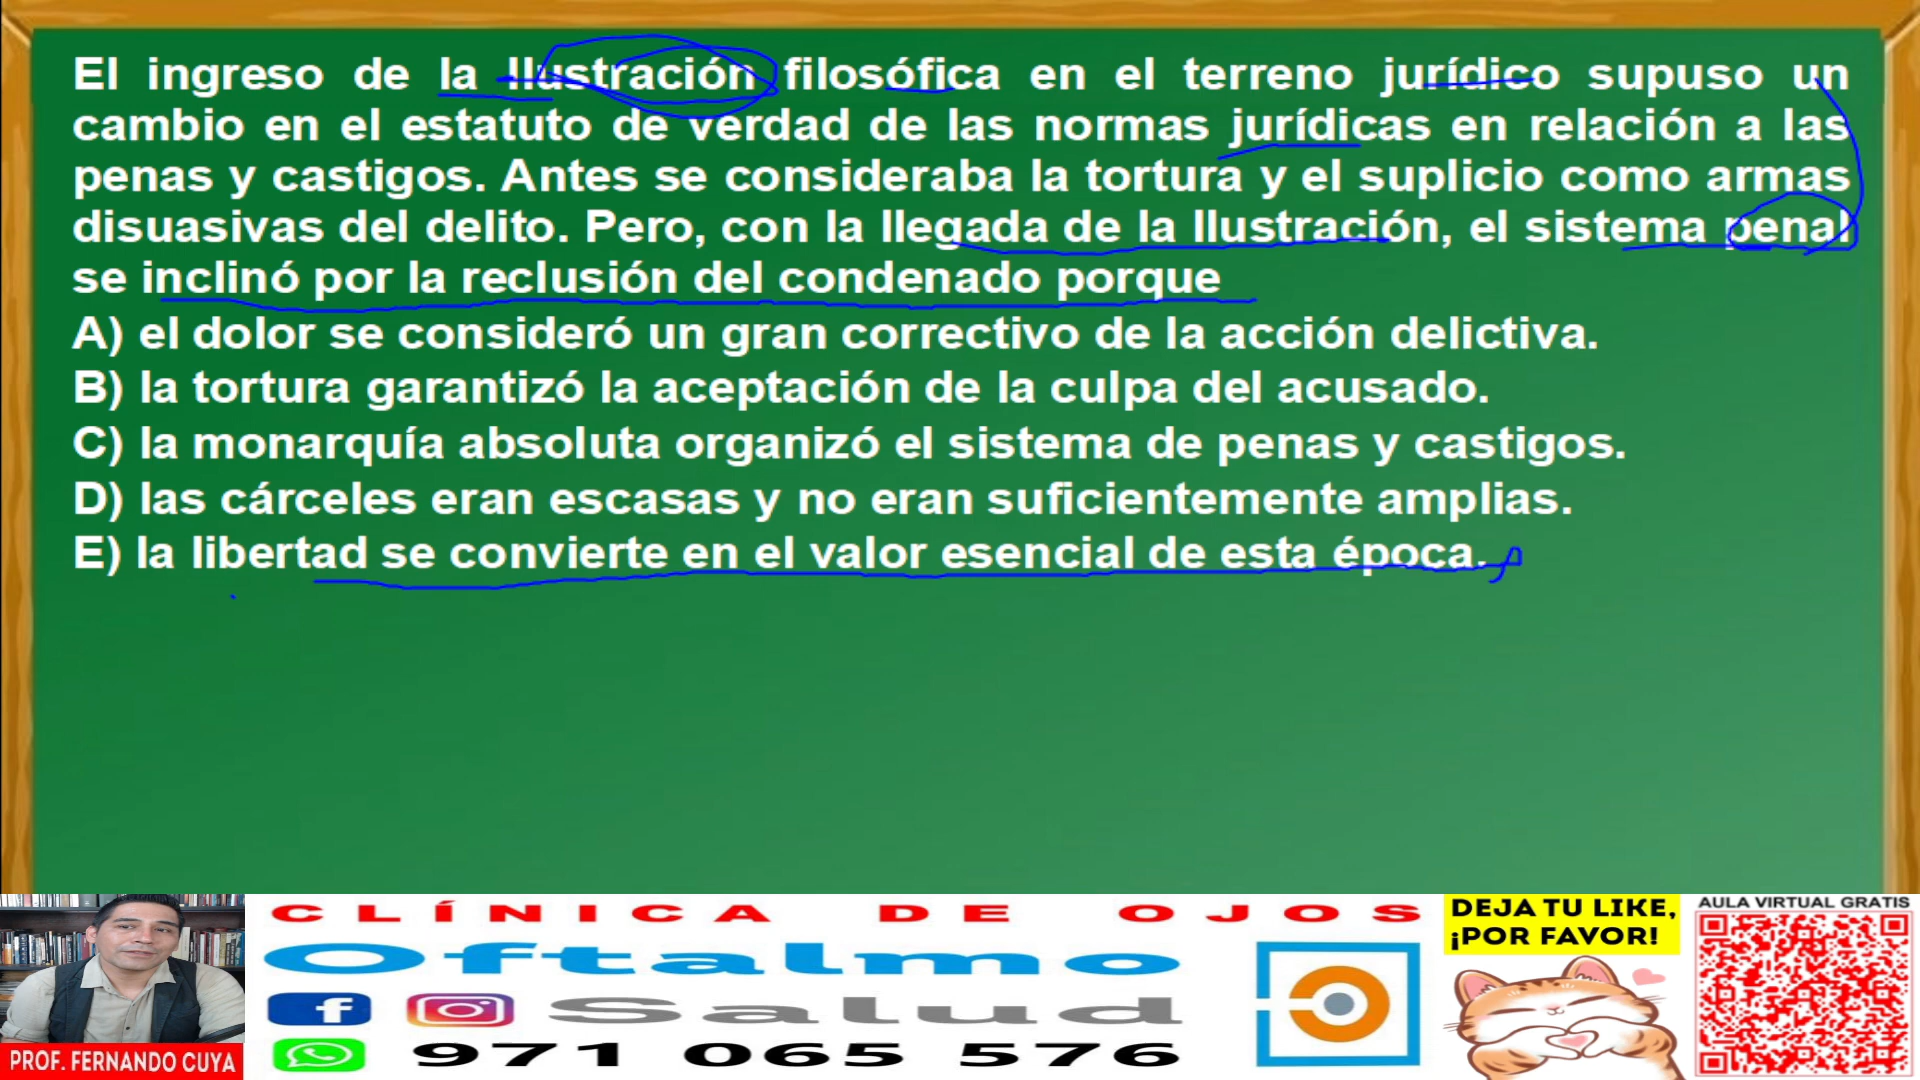 El ingreso de la Ilustración filosófica en el terreno jurídico supuso un
cambio en el estatuto de verdad de las normas jurídicas en relación a las
penas y castigos. Antes se consideraba la tortura y el suplicio como armas
disuasivas del delito. Pero, con la llegada de la Ilustración, el sistema penal
se inclinó por la reclusión del condenado porque
A) el dolor se consideró un gran correctivo de la acción delictiva.
B) la tortura garantizó la aceptación de la culpa del acusado.
C) la monarquía absoluta organizó el sistema de penas y castigos.
D) las cárceles eran escasas y no eran suficientemente amplias.
E) la libertad se convierte en el valor esencial de esta época.
PROF. FERNANDO CUYA
CLÍNICA DE OJOS
Oftalmo
Salud
971 065 576
DEJA TU LIKE,
¡POR FAVOR!
AULA VIRTUAL GRATIS